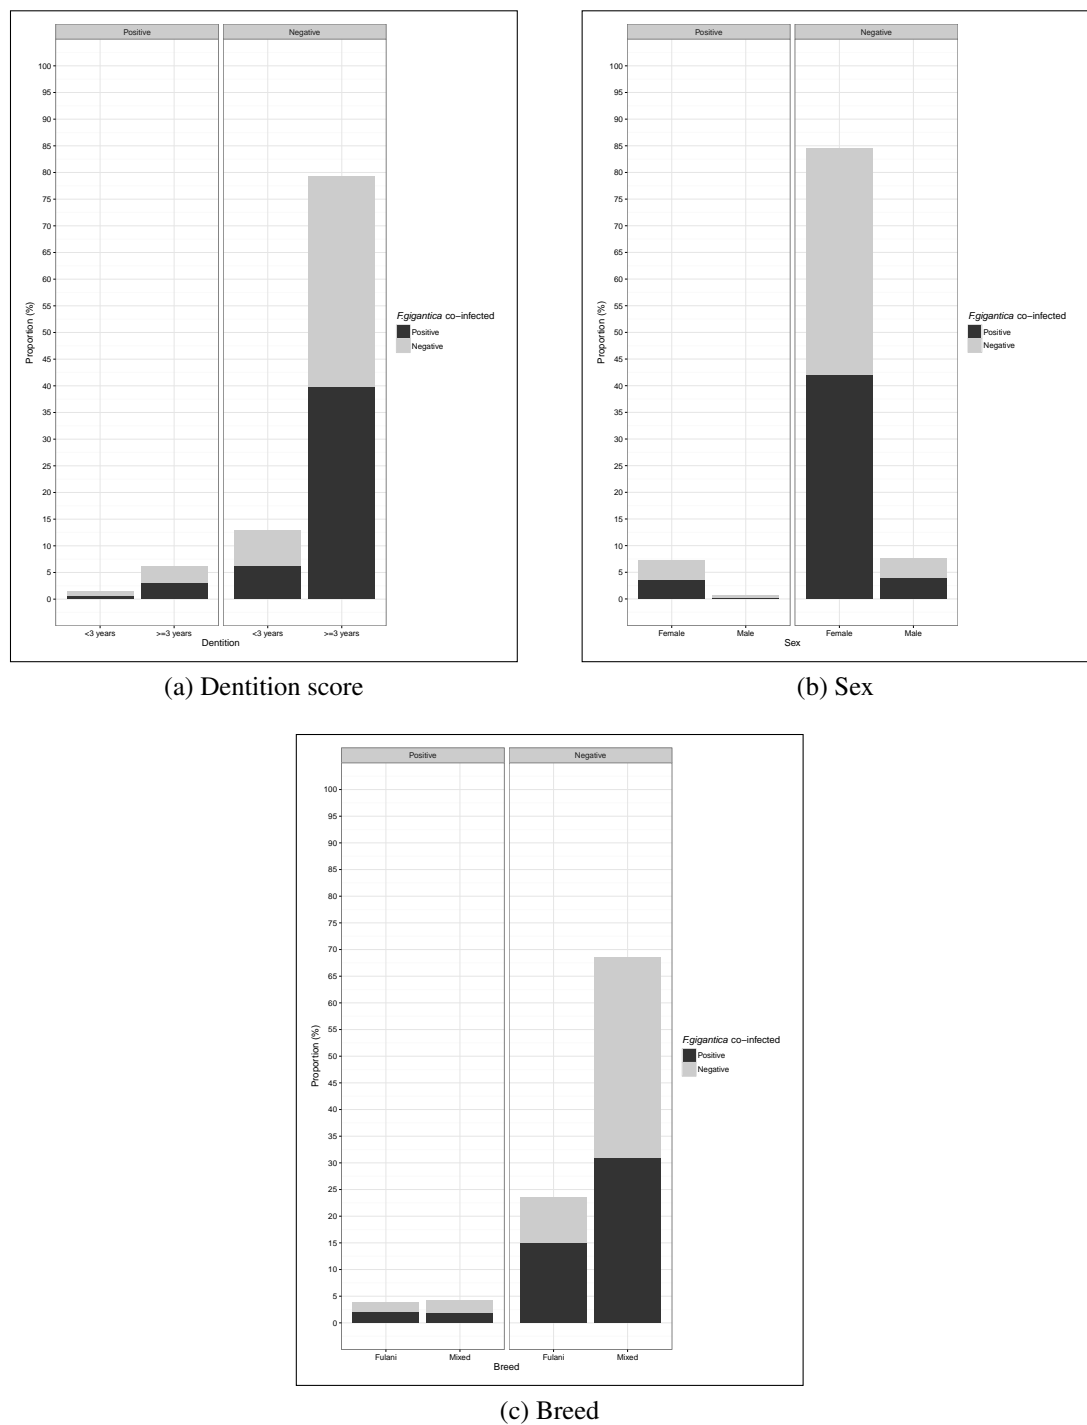 Positive Negative
100
95
90
85
80
75
70
65
60
55
50
45
40
35
30
25
20
15
10
5
0
Proportion (%)
<3 years >=3 years <3 years >=3 years
Dentition
F.gigantica co-infected
Positive
Negative
(a) Dentition score
Positive Negative
100
95
90
85
80
75
70
65
60
55
50
45
40
35
30
25
20
15
10
5
0
Proportion (%)
Female Male Female Male
Sex
F.gigantica co-infected
Positive
Negative
(b) Sex
Positive Negative
100
95
90
85
80
75
70
65
60
55
50
45
40
35
30
25
20
15
10
5
0
Proportion (%)
Fulani Mixed Fulani Mixed
Breed
F.gigantica co-infected
Positive
Negative
(c) Breed